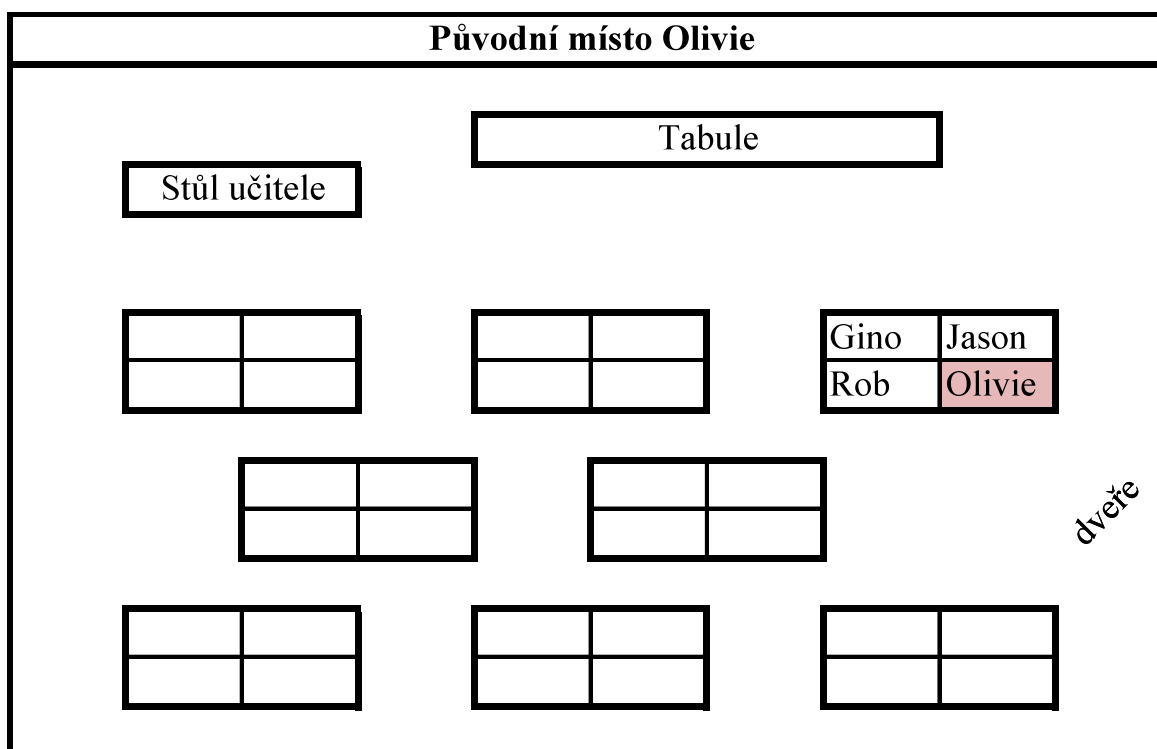 Původní místo Olivie
Tabule
Stůl učitele
Gino Jason
Rob Olivie
dveře